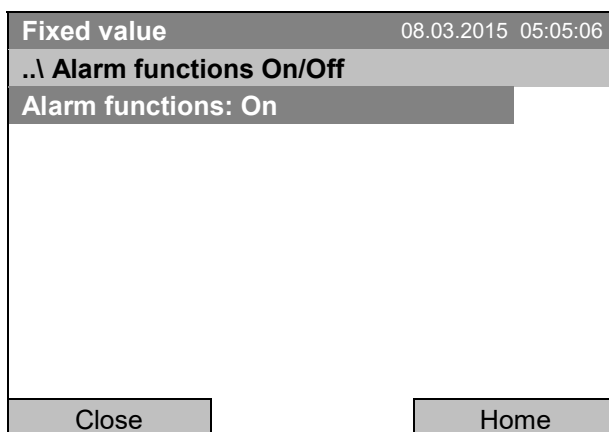 Fixed value 08.03.2015 05:05:06
..\ Alarm functions On/Off
Alarm functions: On
Close Home